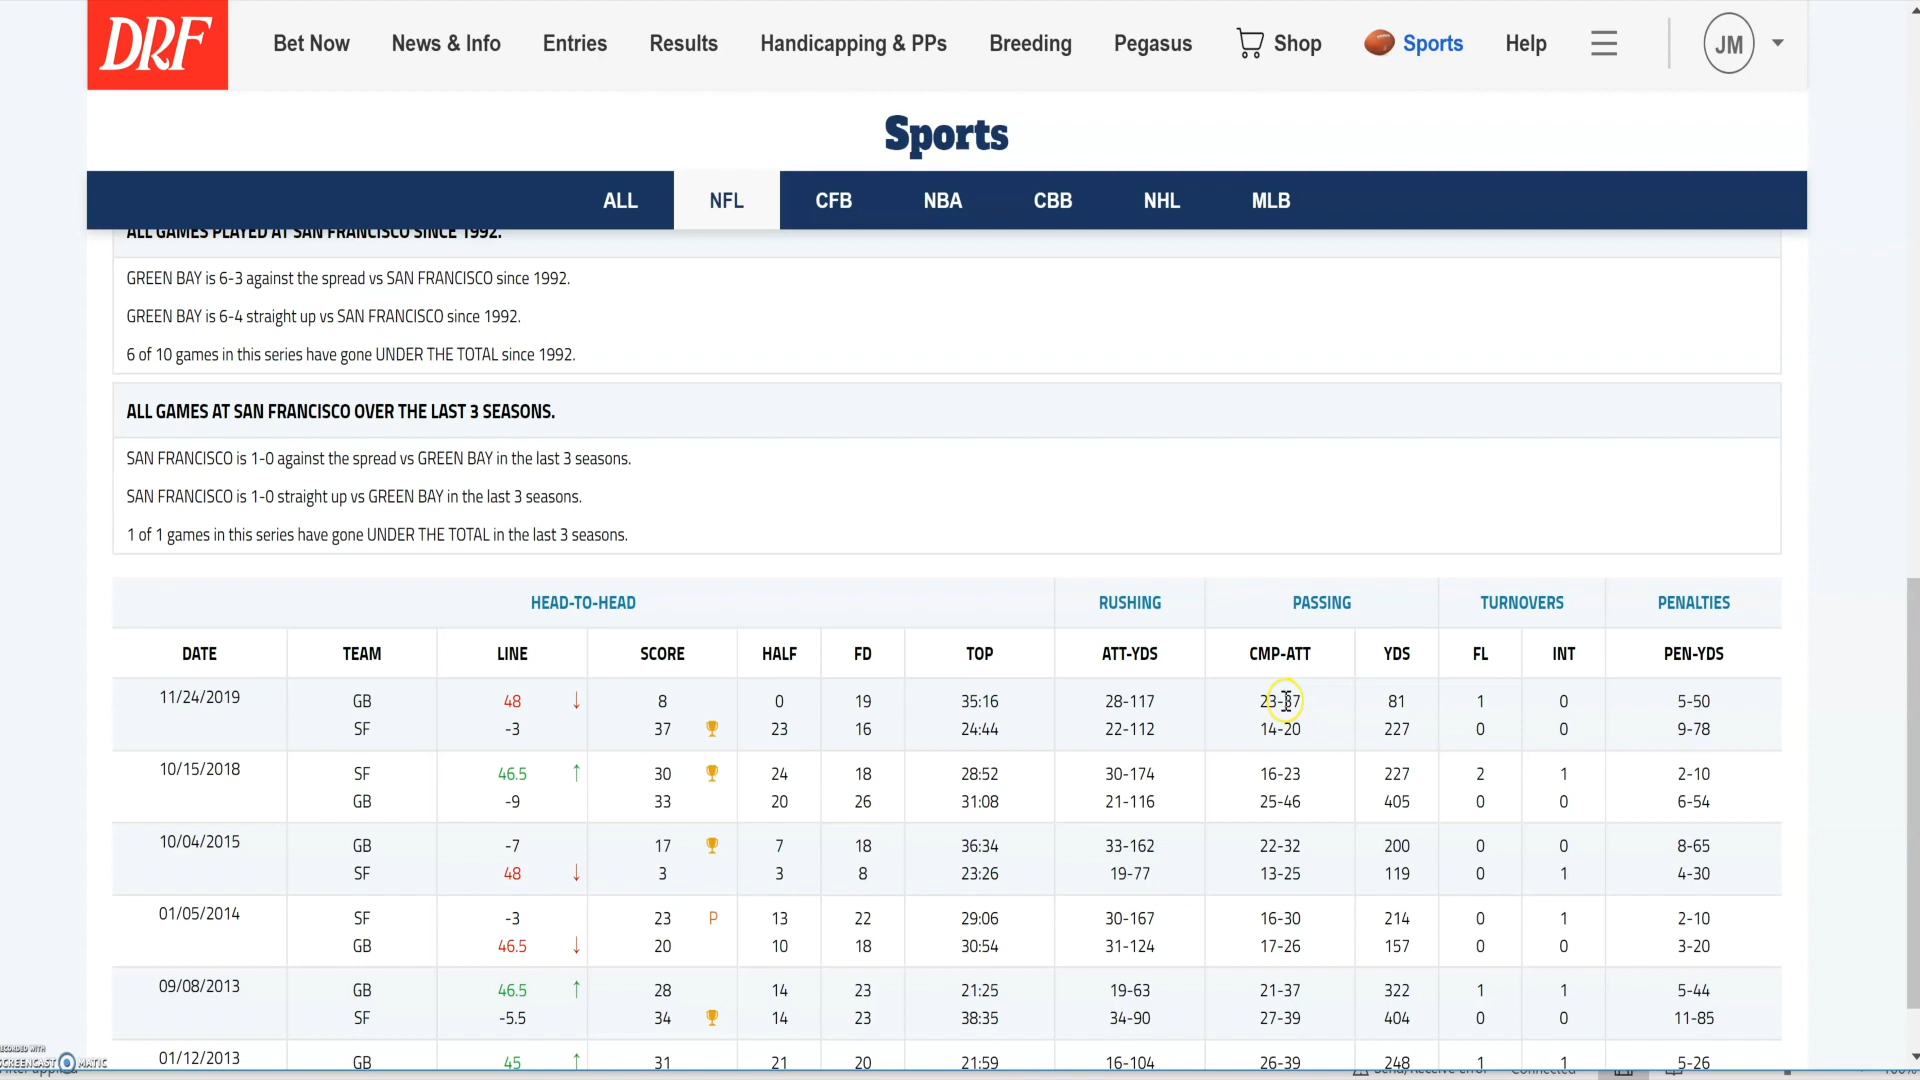 DRF Bet Now News & Info Entries Results Handicapping & PPs Breeding Pegasus Shop Sports Help JM
Sports
ALL NFL CFB NBA CBB NHL MLB
ALL GAMES PLAYED AT SAN FRANCISCO SINCE 1992.
GREEN BAY is 6-3 against the spread vs SAN FRANCISCO since 1992.
GREEN BAY is 6-4 straight up vs SAN FRANCISCO since 1992.
6 of 10 games in this series have gone UNDER THE TOTAL since 1992.
ALL GAMES AT SAN FRANCISCO OVER THE LAST 3 SEASONS.
SAN FRANCISCO is 1-0 against the spread vs GREEN BAY in the last 3 seasons.
SAN FRANCISCO is 1-0 straight up vs GREEN BAY in the last 3 seasons.
1 of 1 games in this series have gone UNDER THE TOTAL in the last 3 seasons.
HEAD-TO-HEAD RUSHING PASSING TURNOVERS PENALTIES
DATE TEAM LINE SCORE HALF FD TOP ATT-YDS CMP-ATT YDS FL INT PEN-YDS
11/24/2019 GB 48 ↓ 8 0 19 35:16 28-117 81 1 0 5-50
SF -3 37 23 16 24:44 22-112 14-20 227 0 0 9-78
10/15/2018 SF 46.5 ↑ 30 24 18 28:52 30-174 16-23 227 2 1 2-10
GB -9 33 20 26 31:08 21-116 25-46 405 0 0 6-54
10/04/2015 GB -7 17 7 18 36:34 33-162 22-32 200 0 0 8-65
SF 48 ↓ 3 3 8 23:26 19-77 13-25 119 0 1 4-30
01/05/2014 SF -3 23 P 13 22 29:06 30-167 16-30 214 0 1 2-10
GB 46.5 ↓ 20 10 18 30:54 31-124 17-26 157 0 0 3-20
09/08/2013 GB 46.5 ↑ 28 14 23 21:25 19-63 21-37 322 1 1 5-44
SF -5.5 34 14 23 38:35 34-90 27-39 404 0 0 11-85
01/12/2013 GB 45 ↑ 31 21 20 21:59 16-104 26-39 248 1 1 5-26
RECORDED WITH
SCREENCAST MATIC